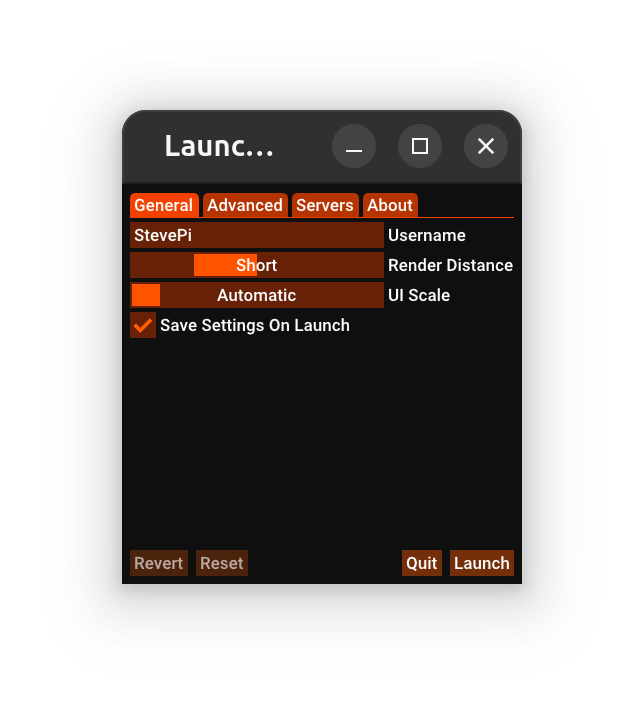 Launc...
General Advanced Servers About
StevePi Username
Short Render Distance
Automatic UI Scale
Save Settings On Launch
Revert Reset Quit Launch